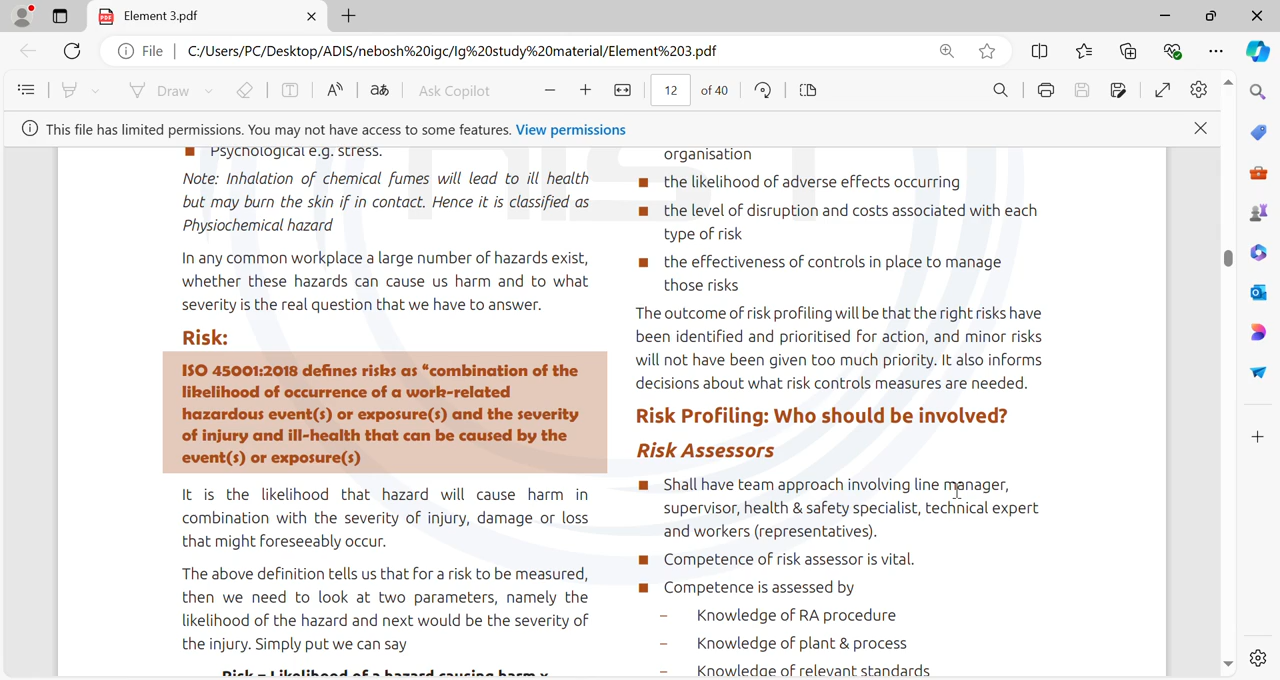 Element 3.pdf
File
C:/Users/PC/Desktop/ADIS/nebosh%20igc/Ig%20study%20material/Element%203.pdf
Draw
aあ
Ask Copilot
12 of 40
This file has limited permissions. You may not have access to some features. View permissions
Psychological e.g. stress.
Note: Inhalation of chemical fumes will lead to ill health
but may burn the skin if in contact. Hence it is classified as
Physiochemical hazard
In any common workplace a large number of hazards exist,
whether these hazards can cause us harm and to what
severity is the real question that we have to answer.
Risk:
ISO 45001:2018 defines risks as “combination of the
likelihood of occurrence of a work-related
hazardous event(s) or exposure(s) and the severity
of injury and ill-health that can be caused by the
event(s) or exposure(s)
It is the likelihood that hazard will cause harm in
combination with the severity of injury, damage or loss
that might foreseeably occur.
The above definition tells us that for a risk to be measured,
then we need to look at two parameters, namely the
likelihood of the hazard and next would be the severity of
the injury. Simply put we can say
Risk = Likelihood of a hazard causing harm x
organisation
the likelihood of adverse effects occurring
the level of disruption and costs associated with each
type of risk
the effectiveness of controls in place to manage
those risks
The outcome of risk profiling will be that the right risks have
been identified and prioritised for action, and minor risks
will not have been given too much priority. It also informs
decisions about what risk controls measures are needed.
Risk Profiling: Who should be involved?
Risk Assessors
Shall have team approach involving line manager,
supervisor, health & safety specialist, technical expert
and workers (representatives).
Competence of risk assessor is vital.
Competence is assessed by
– Knowledge of RA procedure
– Knowledge of plant & process
– Knowledge of relevant standards